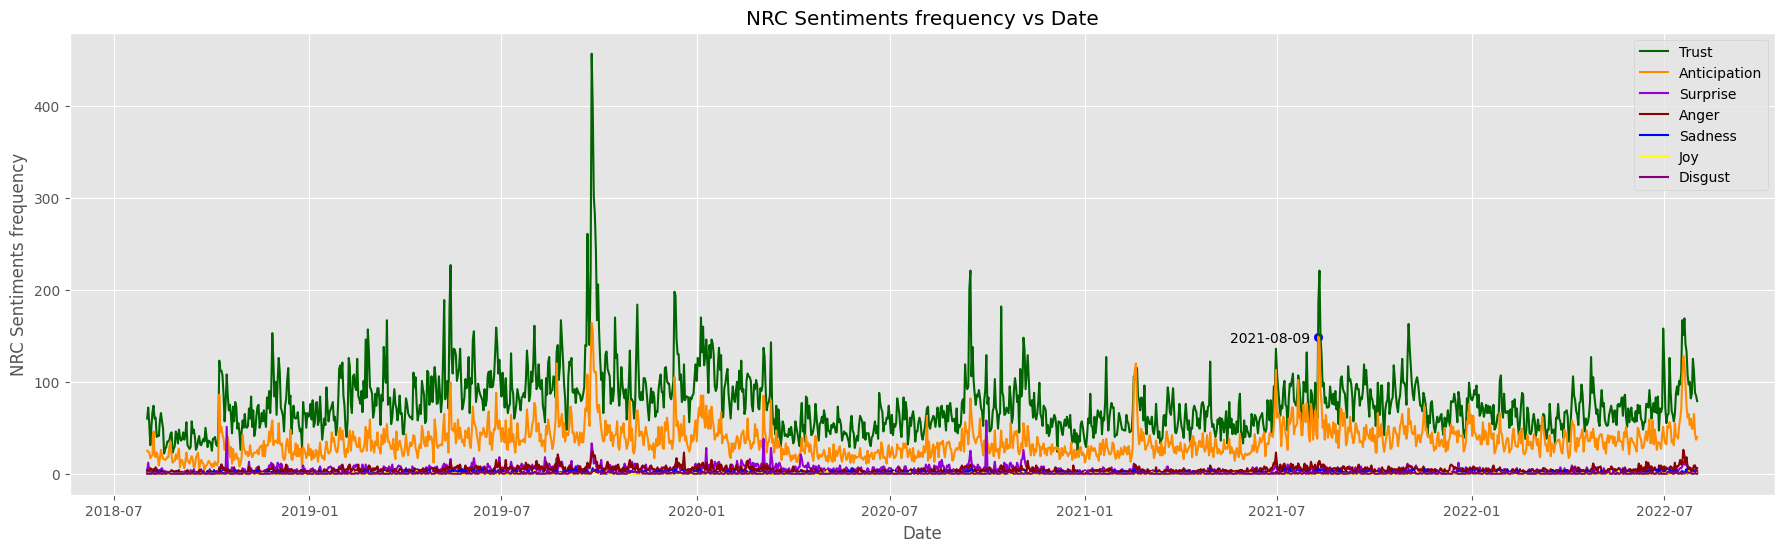 NRC Sentiments frequency vs Date
Trust
Anticipation
Surprise
Anger
Sadness
Joy
Disgust
NRC Sentiments frequency
400
300
200
100
0
2021-08-09
2018-07
2019-01
2019-07
2020-01
2020-07
2021-01
2021-07
2022-01
2022-07
Date